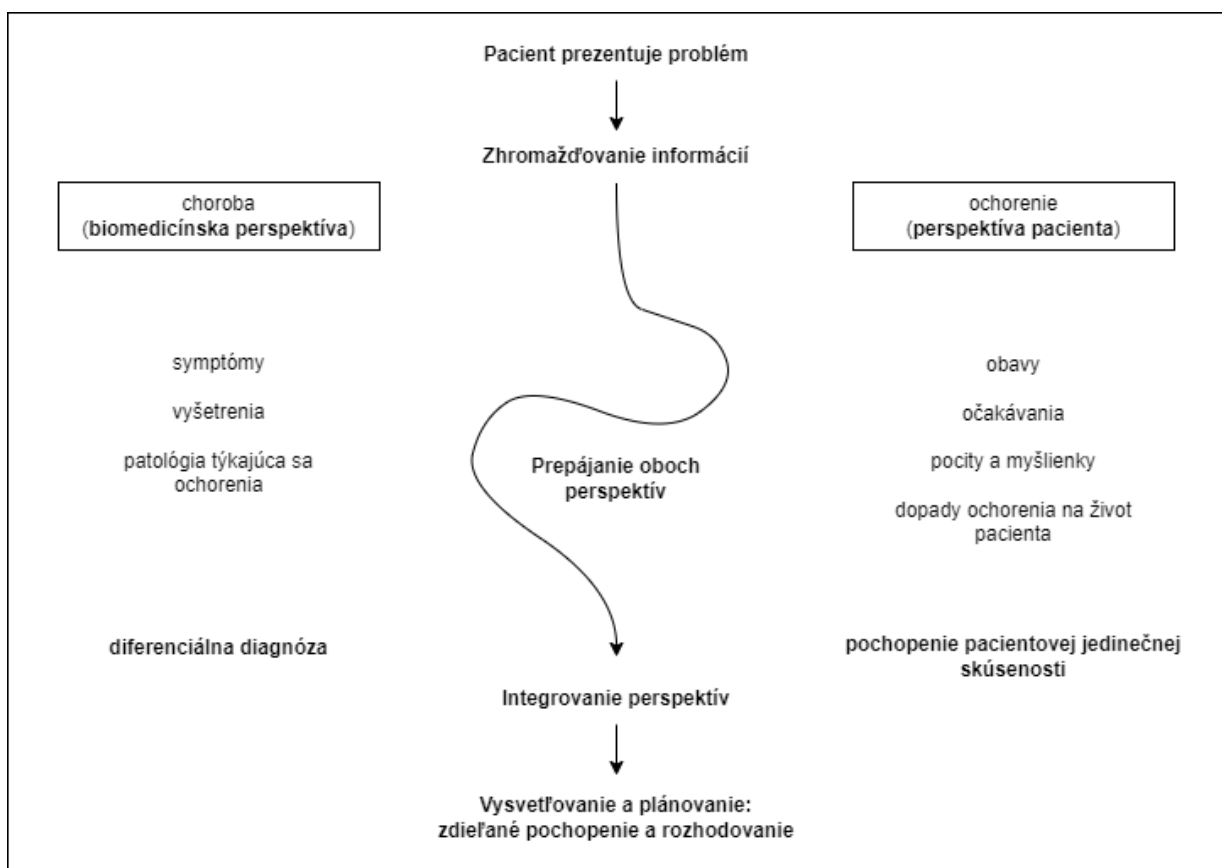 Pacient prezentuje problém
Zhromažďovanie informácií
choroba
(biomedicínska perspektíva)
ochorenie
(perspektíva pacienta)
symptómy
vyšetrenia
patológia týkajúca sa
ochorenia
Prepájanie oboch
perspektív
obavy
očakávania
pocity a myšlienky
dopady ochorenia na život
pacienta
diferenciálna diagnóza
pochopenie pacientovej jedinečnej
skúsenosti
Integrovanie perspektív
Vysvetľovanie a plánovanie:
zdieľané pochopenie a rozhodovanie